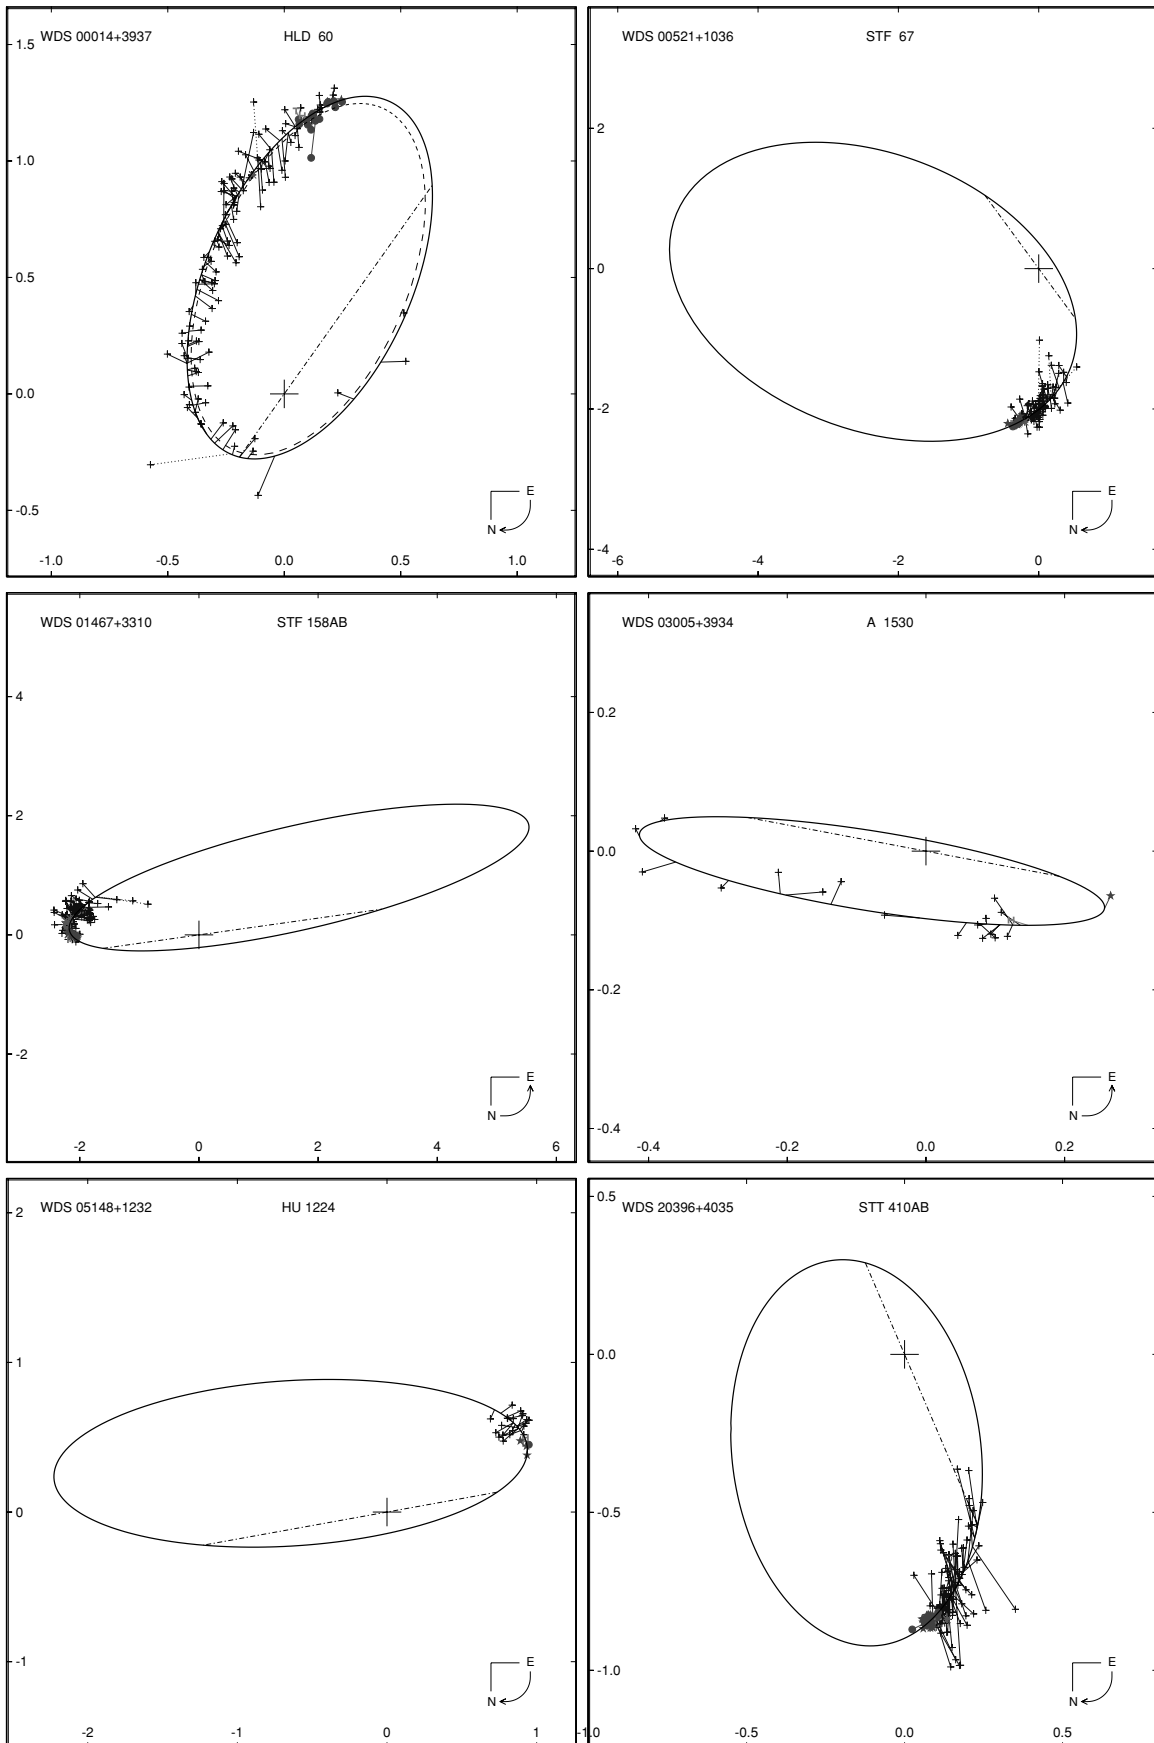 WDS 00014+3937 HLD 60
1.5
1.0
0.5
0.0
-0.5
-1.0 -0.5 0.0 0.5 1.0
E
N
WDS 00521+1036 STF 67
2
0
-2
-4
-6 -4 -2 0
E
N
WDS 01467+3310 STF 158AB
4
2
0
-2
-2 0 2 4 6
E
N
WDS 03005+3934 A 1530
0.2
0.0
-0.2
-0.4
-0.4 -0.2 0.0 0.2
E
N
WDS 05148+1232 HU 1224
2
1
0
-1
-2 -1 0 1
E
N
WDS 20396+4035 STT 410AB
0.5
0.0
-0.5
-1.0
-1.0 -0.5 0.0 0.5
E
N